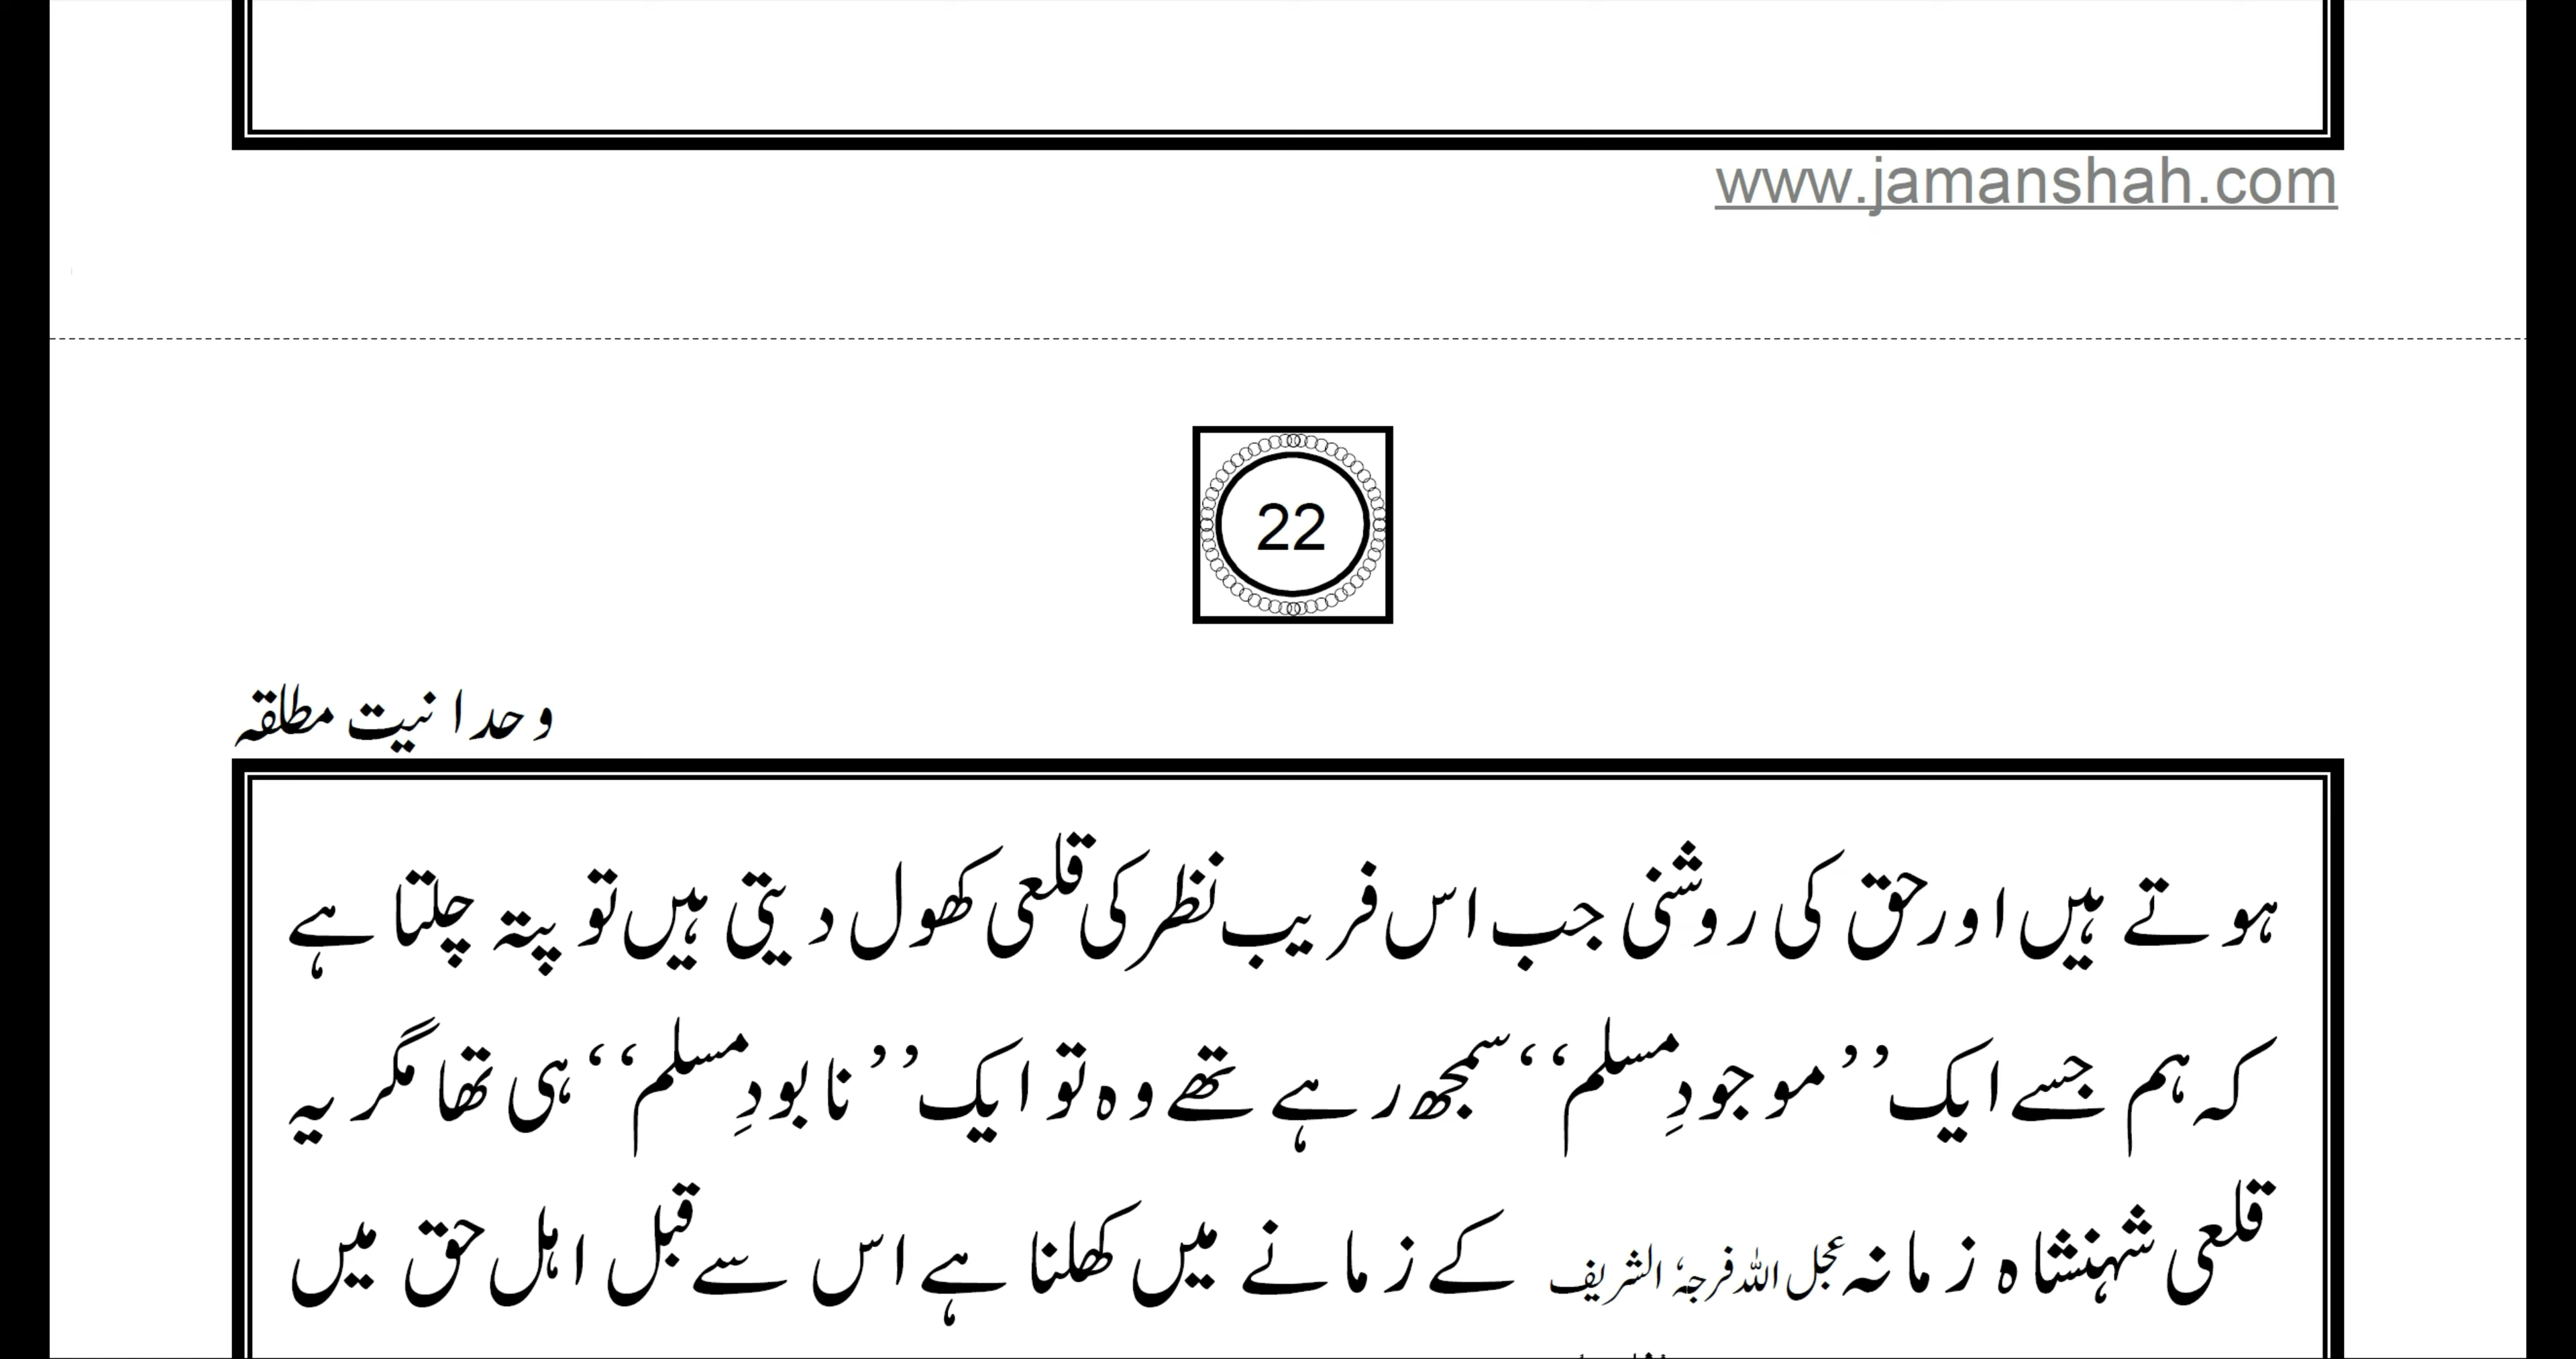 www.jamanshah.com
22
وحدانیت مطلقہ
ہوتے ہیں اور حق کی روشنی جب اس فریب نظر کی قلعی کھول دیتی ہیں تو پتہ چلتا ہے
کہ ہم جسے ایک ’’موجودِ مسلم‘‘ سمجھ رہے تھے وہ تو ایک ’’نابودِ مسلم‘‘ ہی تھا مگر یہ
قلعی شہنشاہ زمانہ عجل اللہ فرجہٗ الشریف کے زمانے میں کھلنا ہے اس سے قبل اہل حق میں